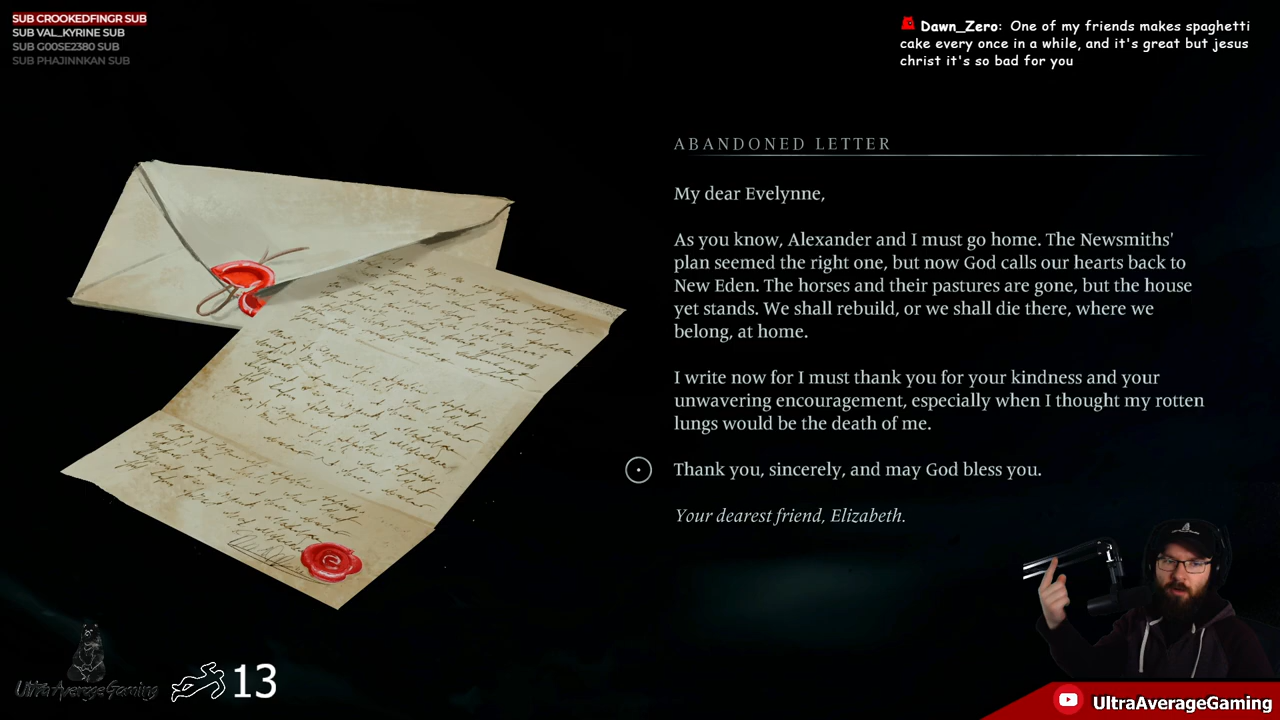 SUB CROOKEDFINGR SUB
SUB VAL_KYRINE SUB
SUB G00SE2380 SUB
SUB PHAJINNKAN SUB
Dawn_Zero: One of my friends makes spaghetti
cake every once in a while, and it's great but jesus
christ it's so bad for you
ABANDONED LETTER
My dear Evelynne,
As you know, Alexander and I must go home. The Newsmiths'
plan seemed the right one, but now God calls our hearts back to
New Eden. The horses and their pastures are gone, but the house
yet stands. We shall rebuild, or we shall die there, where we
belong, at home.
I write now for I must thank you for your kindness and your
unwavering encouragement, especially when I thought my rotten
lungs would be the death of me.
Thank you, sincerely, and may God bless you.
Your dearest friend, Elizabeth.
UltraAverageGaming
13
UltraAverageGaming